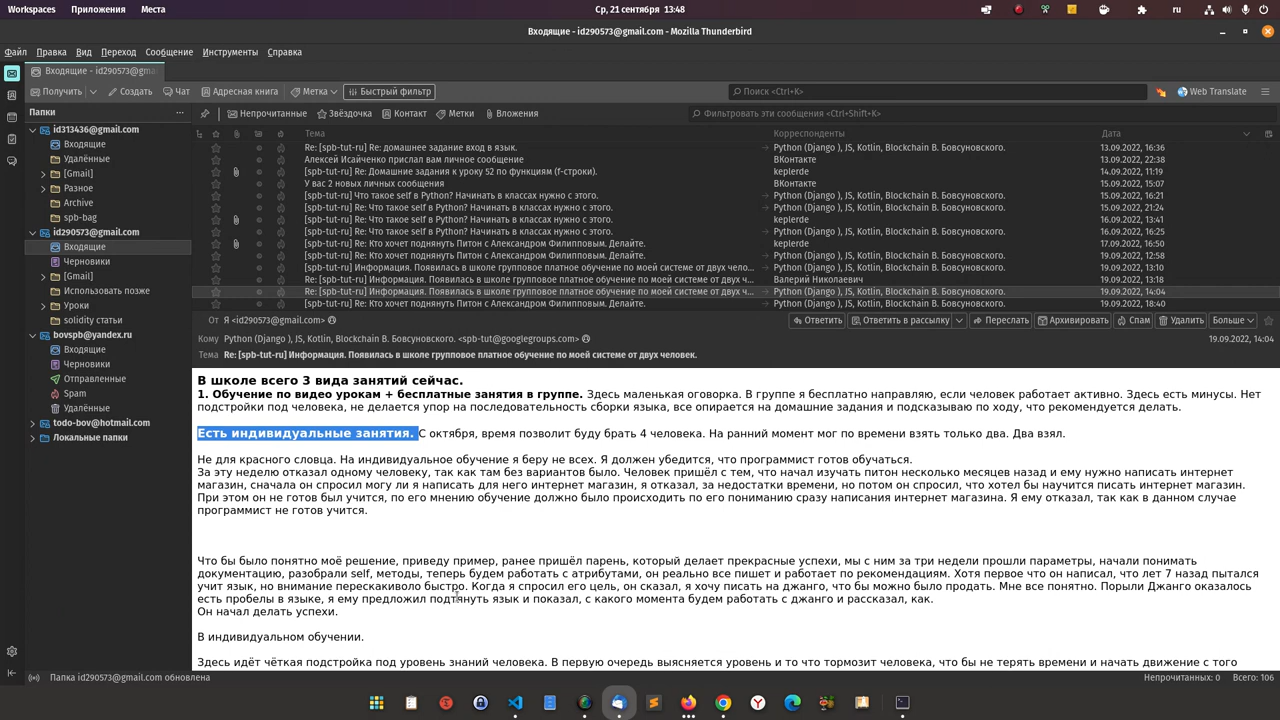 Workspaces Приложения Места Ср, 21 сентября 13:48 ru
Входящие - id290573@gmail.com - Mozilla Thunderbird
Файл Правка Вид Переход Сообщение Инструменты Справка
Входящие - id290573@gma
Получить Создать Чат Адресная книга Метка Быстрый фильтр Поиск <Ctrl+K> Web Translate
Папки ···
Непрочитанные Звёздочка Контакт Метки Вложения Фильтровать эти сообщения <Ctrl+Shift+K>
Тема Корреспонденты Дата
id313436@gmail.com
Входящие
Удалённые
[Gmail]
Разное
Archive
spb-bag
id290573@gmail.com
Входящие
Черновики
[Gmail]
Использовать позже
Уроки
solidity статьи
bovspb@yandex.ru
Входящие
Черновики
Отправленные
Spam
Удалённые
todo-bov@hotmail.com
Локальные папки
Re: [spb-tut-ru] Re: домашнее задание вход в язык. Python (Django ), JS, Kotlin, Blockchain В. Бовсуновского. 13.09.2022, 16:36
Алексей Исайченко прислал вам личное сообщение ВКонтакте 13.09.2022, 22:38
[spb-tut-ru] Re: Домашние задания к уроку 52 по функциям (f-строки). keplerde 14.09.2022, 11:19
У вас 2 новых личных сообщения ВКонтакте 15.09.2022, 15:07
[spb-tut-ru] Что такое self в Python? Начинать в классах нужно с этого. Python (Django ), JS, Kotlin, Blockchain В. Бовсуновского. 15.09.2022, 16:21
[spb-tut-ru] Re: Что такое self в Python? Начинать в классах нужно с этого. Python (Django ), JS, Kotlin, Blockchain В. Бовсуновского. 15.09.2022, 21:24
[spb-tut-ru] Re: Что такое self в Python? Начинать в классах нужно с этого. keplerde 16.09.2022, 13:41
[spb-tut-ru] Re: Что такое self в Python? Начинать в классах нужно с этого. Python (Django ), JS, Kotlin, Blockchain В. Бовсуновского. 16.09.2022, 16:25
[spb-tut-ru] Re: Кто хочет поднянуть Питон с Александром Филипповым. Делайте. keplerde 17.09.2022, 16:50
[spb-tut-ru] Re: Кто хочет поднянуть Питон с Александром Филипповым. Делайте. Python (Django ), JS, Kotlin, Blockchain В. Бовсуновского. 19.09.2022, 12:58
[spb-tut-ru] Информация. Появилась в школе групповое платное обучение по моей системе от двух чело... Python (Django ), JS, Kotlin, Blockchain В. Бовсуновского. 19.09.2022, 13:10
Re: [spb-tut-ru] Информация. Появилась в школе групповое платное обучение по моей системе от двух ч... Валерий Николаевич 19.09.2022, 13:18
Re: [spb-tut-ru] Информация. Появилась в школе групповое платное обучение по моей системе от двух ч... Python (Django ), JS, Kotlin, Blockchain В. Бовсуновского. 19.09.2022, 14:04
Re: [spb-tut-ru] Re: Кто хочет поднянуть Питон с Александром Филипповым. Делайте. Python (Django ), JS, Kotlin, Blockchain В. Бовсуновского. 19.09.2022, 18:40
От Я <id290573@gmail.com> Ответить Ответить в рассылку Переслать Архивировать Спам Удалить Больше
Кому Python (Django ), JS, Kotlin, Blockchain В. Бовсуновского. <spb-tut@googlegroups.com> 19.09.2022, 14:04
Тема Re: [spb-tut-ru] Информация. Появилась в школе групповое платное обучение по моей системе от двух человек.
В школе всего 3 вида занятий сейчас.
1. Обучение по видео урокам + бесплатные занятия в группе. Здесь маленькая оговорка. В группе я бесплатно направляю, если человек работает активно. Здесь есть минусы. Нет
подстройки под человека, не делается упор на последовательность сборки языка, все опирается на домашние задания и подсказываю по ходу, что рекомендуется делать.
Есть индивидуальные занятия. С октября, время позволит буду брать 4 человека. На ранний момент мог по времени взять только два. Два взял.
Не для красного словца. На индивидуальное обучение я беру не всех. Я должен убедится, что программист готов обучаться.
За эту неделю отказал одному человеку, так как там без вариантов было. Человек пришёл с тем, что начал изучать питон несколько месяцев назад и ему нужно написать интернет
магазин, сначала он спросил могу ли я написать для него интернет магазин, я отказал, за недостатки времени, но потом он спросил, что хотел бы научится писать интернет магазин.
При этом он не готов был учится, по его мнению обучение должно было происходить по его пониманию сразу написания интернет магазина. Я ему отказал, так как в данном случае
программист не готов учится.
Что бы было понятно моё решение, приведу пример, ранее пришёл парень, который делает прекрасные успехи, мы с ним за три недели прошли параметры, начали понимать
документацию, разобрали self, методы, теперь будем работать с атрибутами, он реально все пишет и работает по рекомендациям. Хотя первое что он написал, что лет 7 назад пытался
учит язык, но внимание перескакиволо быстро. Когда я спросил его цель, он сказал, я хочу писать на джанго, что бы можно было продать. Мне все понятно. Порыли Джанго оказалось
есть пробелы в языке, я ему предложил подтянуть язык и показал, с какого момента будем работать с джанго и рассказал, как.
Он начал делать успехи.
В индивидуальном обучении.
Здесь идёт чёткая подстройка под уровень знаний человека. В первую очередь выясняется уровень и то что тормозит человека, что бы не терять времени и начать движение с того
Папка id290573@gmail.com обновлена Непрочитанных: 0 Всего: 106